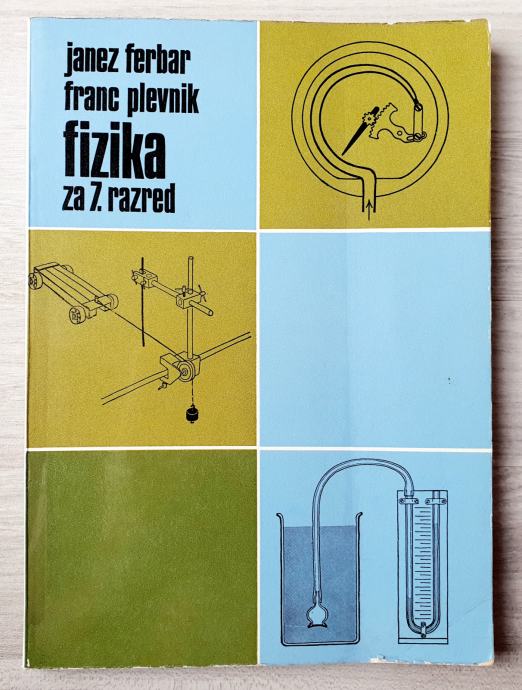 janez ferbar
franc plevnik
fizika
za 7. razred